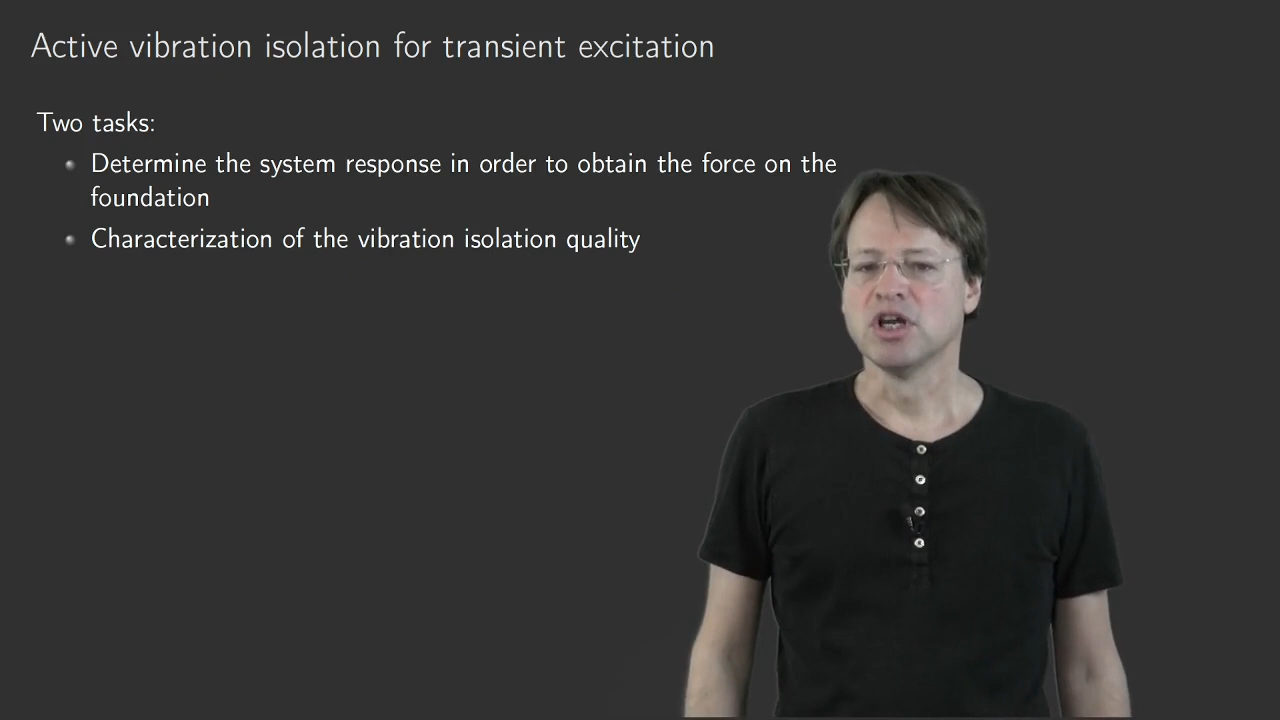 Active vibration isolation for transient excitation
Two tasks:
Determine the system response in order to obtain the force on the
foundation
Characterization of the vibration isolation quality